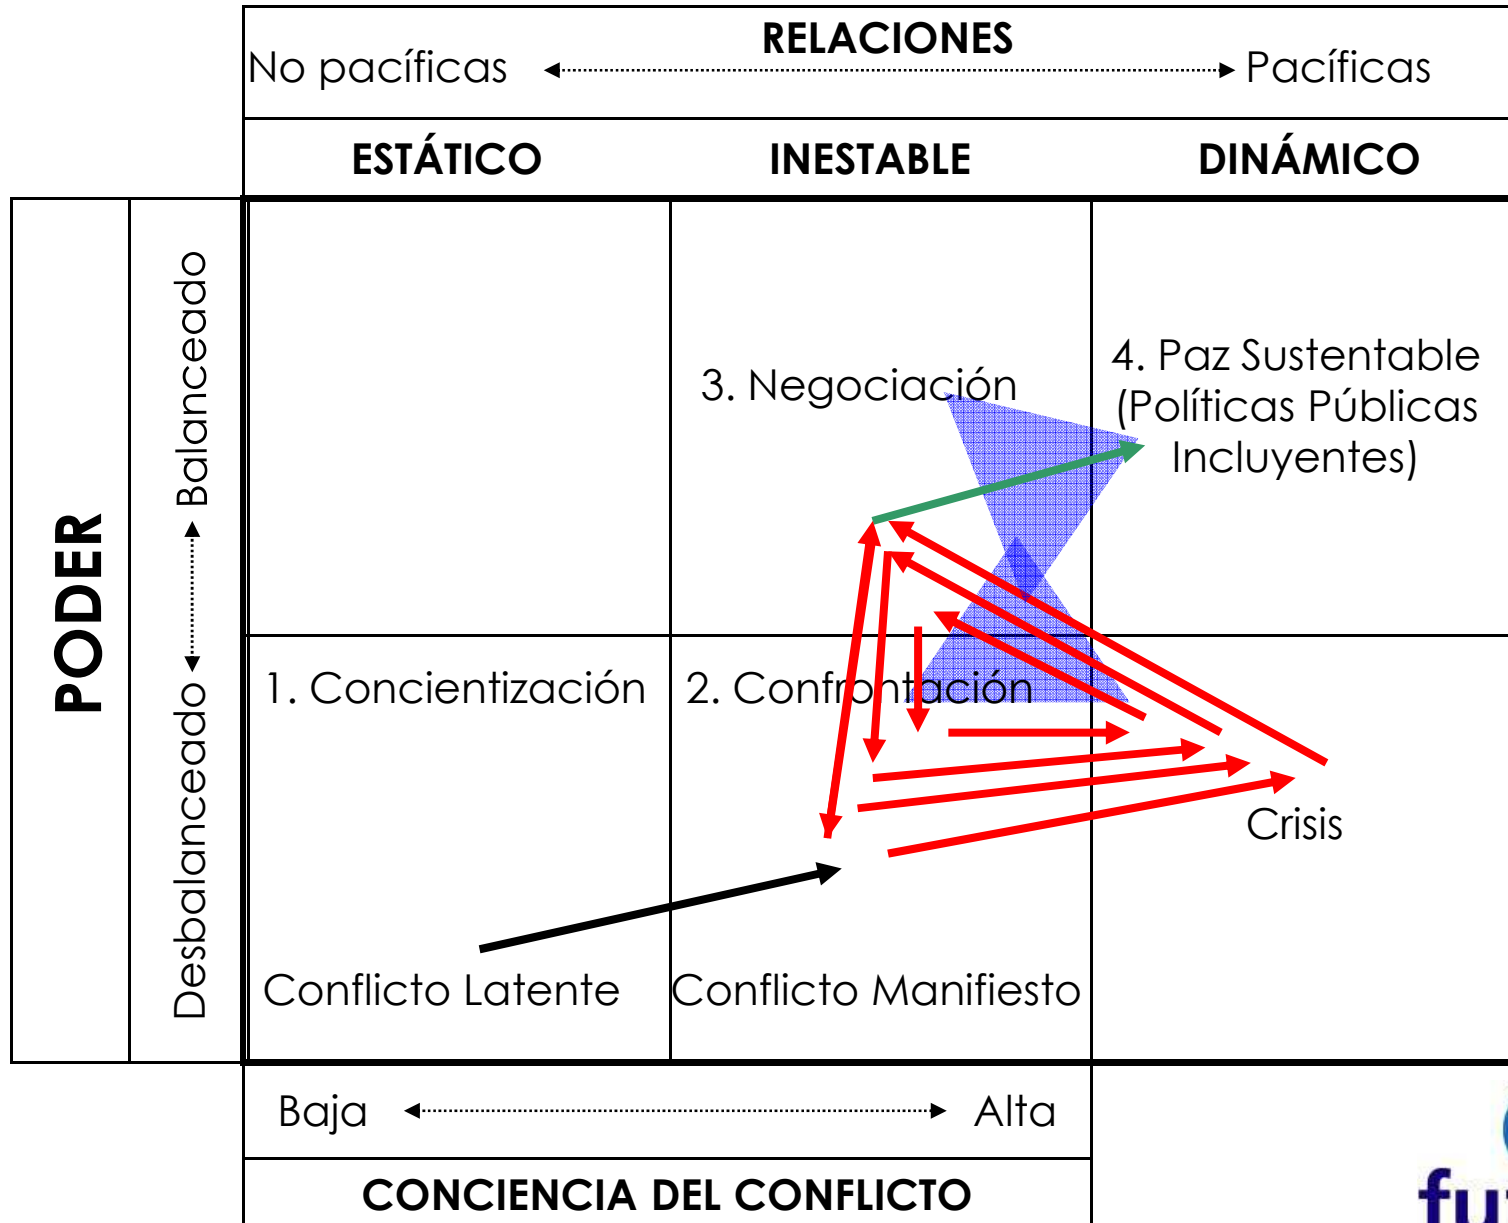 RELACIONES
No pacíficas
Pacíficas
ESTÁTICO
INESTABLE
DINÁMICO
PODER
Desbalanceado
Balanceado
3. Negociación
4. Paz Sustentable
(Políticas Públicas
Incluyentes)
1. Concientización
2. Confrontación
Crisis
Conflicto Latente
Conflicto Manifiesto
Baja
Alta
CONCIENCIA DEL CONFLICTO